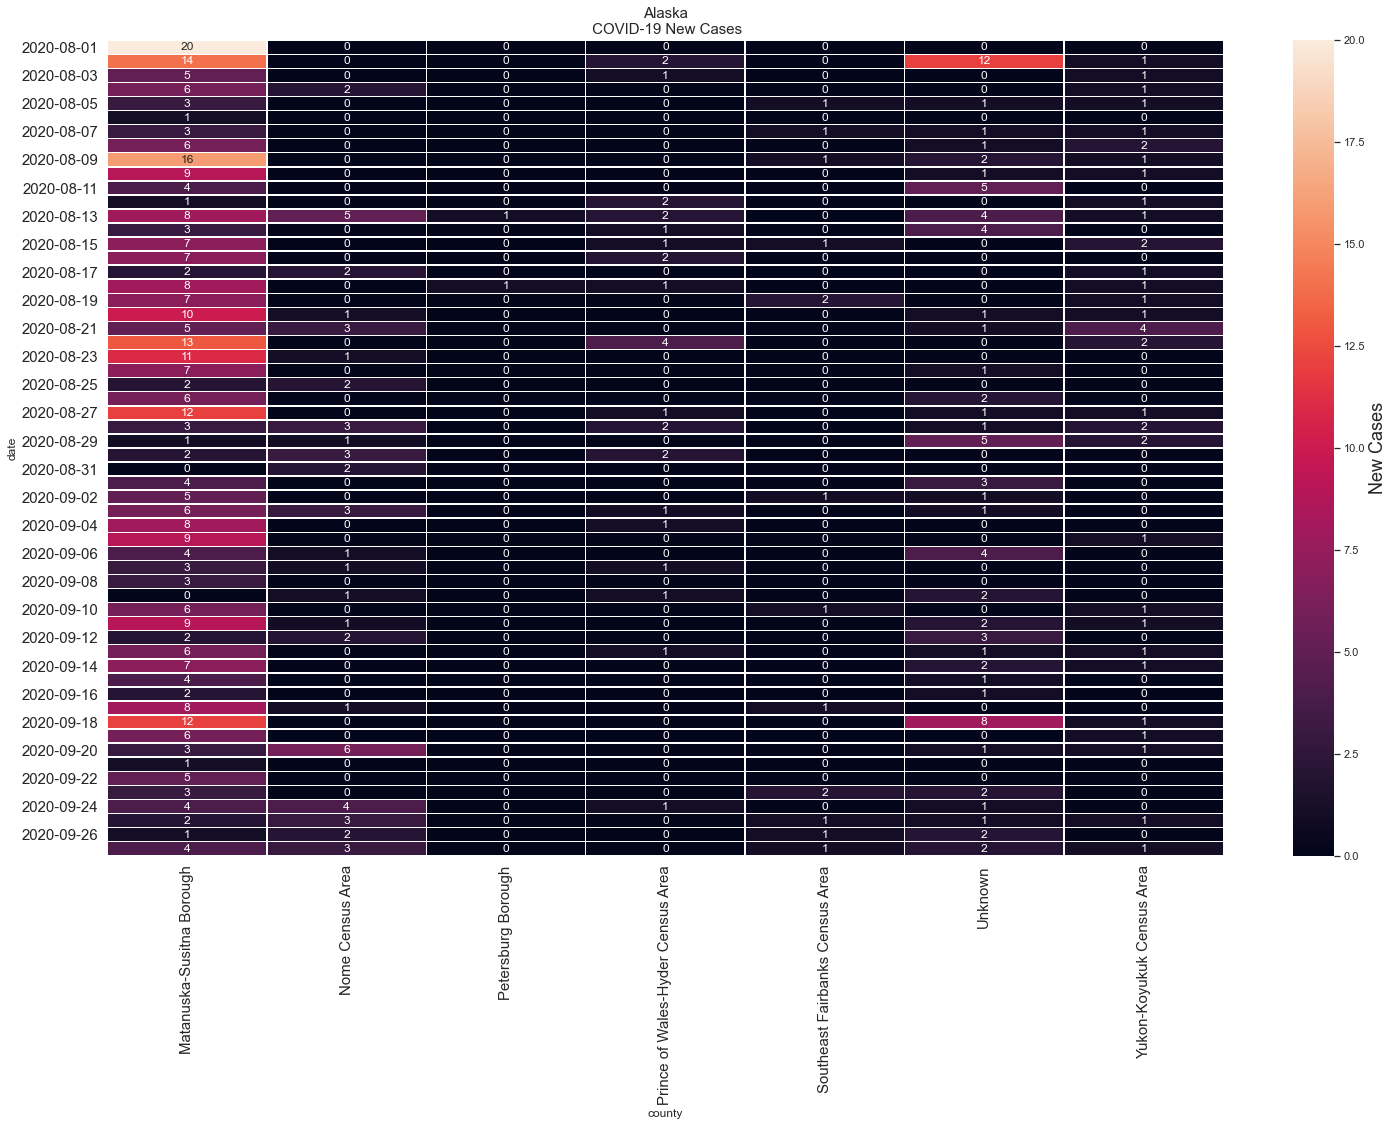 Alaska
COVID-19 New Cases
2020-08-01 20 0 0 0 0 0 0
14 0 0 2 0 12 1
2020-08-03 5 0 0 1 0 0 1
6 2 0 0 0 0 1
2020-08-05 3 0 0 0 1 1 1
1 0 0 0 0 0 0
2020-08-07 3 0 0 0 1 1 1
6 0 0 0 0 1 2
2020-08-09 16 0 0 0 1 2 1
9 0 0 0 0 1 1
2020-08-11 4 0 0 0 0 5 0
1 0 0 2 0 0 1
2020-08-13 8 5 1 2 0 4 1
3 0 0 1 0 4 0
2020-08-15 7 0 0 1 1 0 2
7 0 0 2 0 0 0
2020-08-17 2 2 0 0 0 0 1
8 0 1 1 0 0 1
2020-08-19 7 0 0 0 2 0 1
10 1 0 0 0 1 1
2020-08-21 5 3 0 0 0 1 4
13 0 0 4 0 0 2
2020-08-23 11 1 0 0 0 0 0
7 0 0 0 0 1 0
2020-08-25 2 2 0 0 0 0 0
6 0 0 0 0 2 0
2020-08-27 12 0 0 1 0 1 1
3 3 0 2 0 1 2
2020-08-29 1 1 0 0 0 5 2
2 3 0 2 0 0 0
2020-08-31 0 2 0 0 0 0 0
4 0 0 0 0 3 0
2020-09-02 5 0 0 0 1 1 0
6 3 0 1 0 1 0
2020-09-04 8 0 0 1 0 0 0
9 0 0 0 0 0 1
2020-09-06 4 1 0 0 0 4 0
3 1 0 1 0 0 0
2020-09-08 3 0 0 0 0 0 0
0 1 0 1 0 2 0
2020-09-10 6 0 0 0 1 0 1
9 1 0 0 0 2 1
2020-09-12 2 2 0 0 0 3 0
6 0 0 1 0 1 1
2020-09-14 7 0 0 0 0 2 1
4 0 0 0 0 1 0
2020-09-16 2 0 0 0 0 1 0
8 1 0 0 1 0 0
2020-09-18 12 0 0 0 0 8 1
6 0 0 0 0 0 1
2020-09-20 3 6 0 0 0 1 1
1 0 0 0 0 0 0
2020-09-22 5 0 0 0 0 0 0
3 0 0 0 2 2 0
2020-09-24 4 4 0 1 0 1 0
2 3 0 0 1 1 1
2020-09-26 1 2 0 0 1 2 0
4 3 0 0 1 2 1
date
Matanuska-Susitna Borough
Nome Census Area
Petersburg Borough
Prince of Wales-Hyder Census Area
Southeast Fairbanks Census Area
Unknown
Yukon-Koyukuk Census Area
county
20.0
17.5
15.0
12.5
10.0
7.5
5.0
2.5
0.0
New Cases